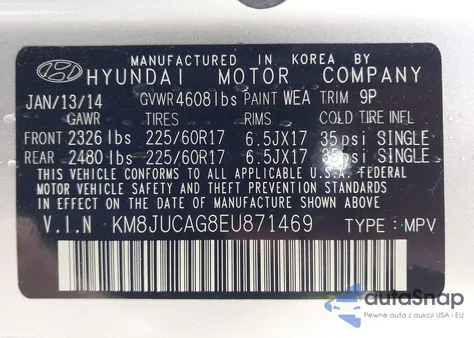 MANUFACTURED IN KOREA BY
HYUNDAI MOTOR COMPANY
JAN/13/14 GVWR 4608 lbs PAINT WEA TRIM 9P
GAWR TIRES RIMS COLD TIRE INFL
FRONT 2326 lbs 225/60R17 6.5JX17 35psi SINGLE
REAR 2480 lbs 225/60R17 6.5JX17 35psi SINGLE
THIS VEHICLE CONFORMS TO ALL APPLICABLE U.S.A. FEDERAL
MOTOR VEHICLE SAFETY, BUMPER, AND THEFT PREVENTION
STANDARDS IN EFFECT ON THE DATE OF MANUFACTURE SHOWN ABOVE.
V.I.N KM8JUCAG8EU871469 TYPE : MPV
autoSnap
Pewne auta z aukcji USA i EU